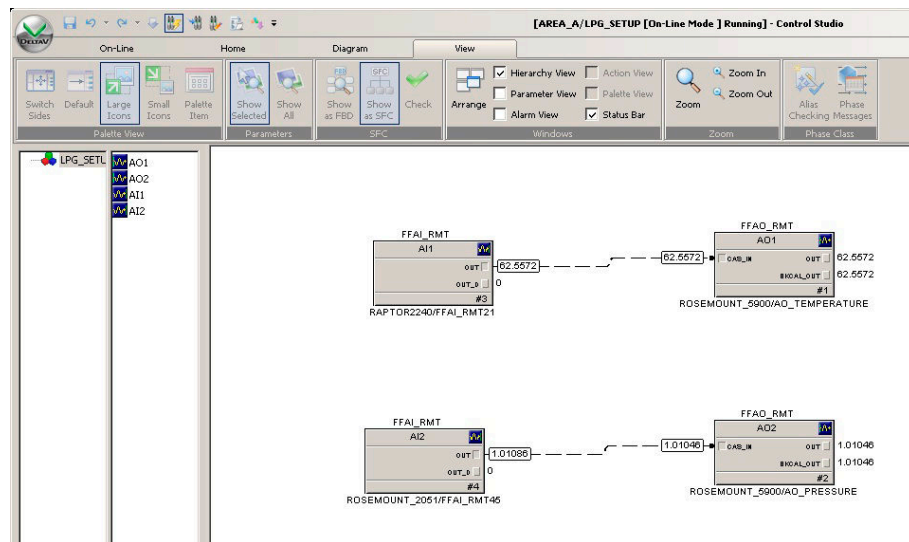 [AREA_A/LPG_SETUP [On-Line Mode ] Running] - Control Studio
DELTAV
On-Line Home Diagram View
Switch Sides
Default
Large Icons
Small Icons
Palette Item
Palette View
Show Selected
Show All
Parameters
Show as FBD
Show as SFC
Check
SFC
Arrange
Hierarchy View
Action View
Parameter View
Palette View
Alarm View
Status Bar
Windows
Zoom
Zoom In
Zoom Out
Zoom
Alias Checking
Phase Messages
Phase Class
LPG_SETU
AO1
AO2
AI1
AI2
FFAI_RMT
AI1
OUT 62.5572
OUT_D 0
#3
RAPTOR2240/FFAI_RMT21
FFAO_RMT
AO1
62.5572 CAS_IN OUT 62.5572
BKCAL_OUT 62.5572
#1
ROSEMOUNT_5900/AO_TEMPERATURE
FFAI_RMT
AI2
OUT 1.01086
OUT_D 0
#4
ROSEMOUNT_2051/FFAI_RMT45
FFAO_RMT
AO2
1.01046 CAS_IN OUT 1.01046
BKCAL_OUT 1.01046
#2
ROSEMOUNT_5900/AO_PRESSURE